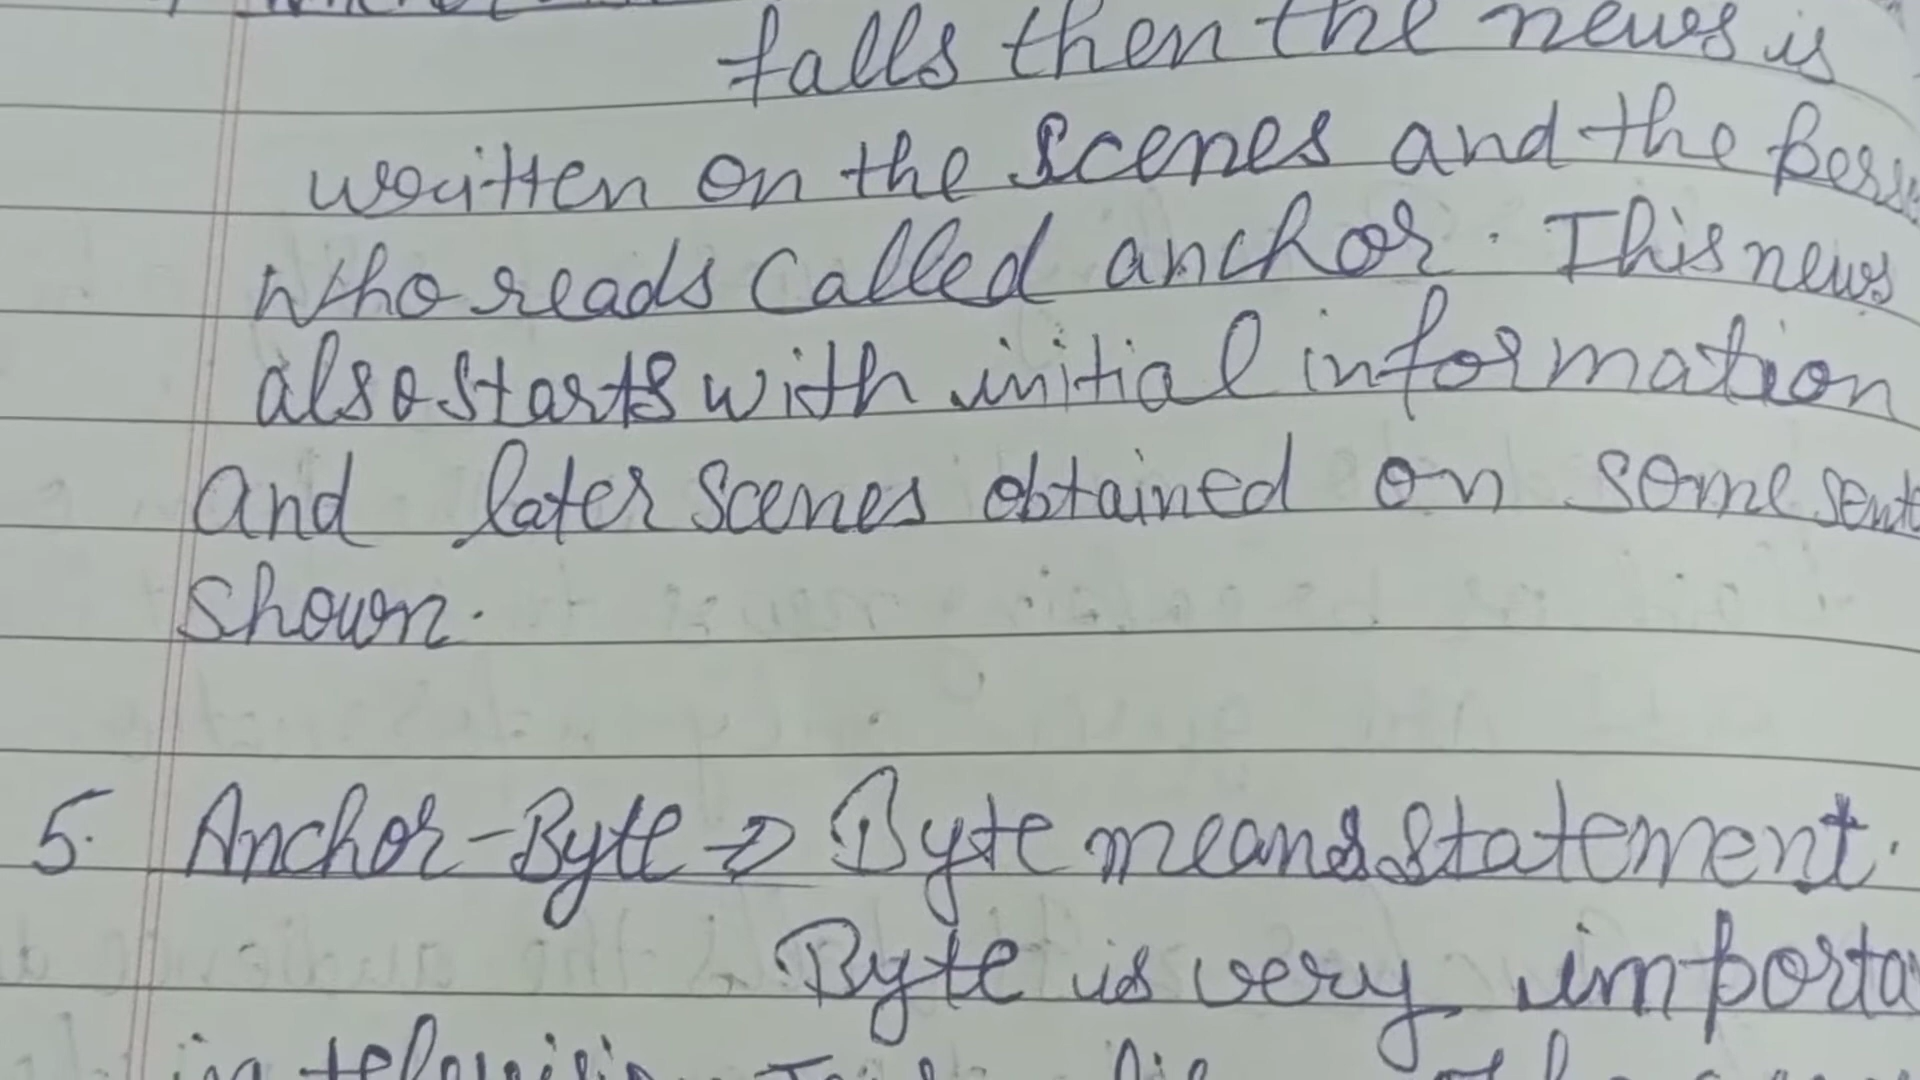 falls then the news is
written on the scenes and the
who reads called anchor. This news
also starts with initial information
and later scenes obtained on some
shown.
5. Anchor-Byte ⇒ Byte means statement.
Byte is very importa
in